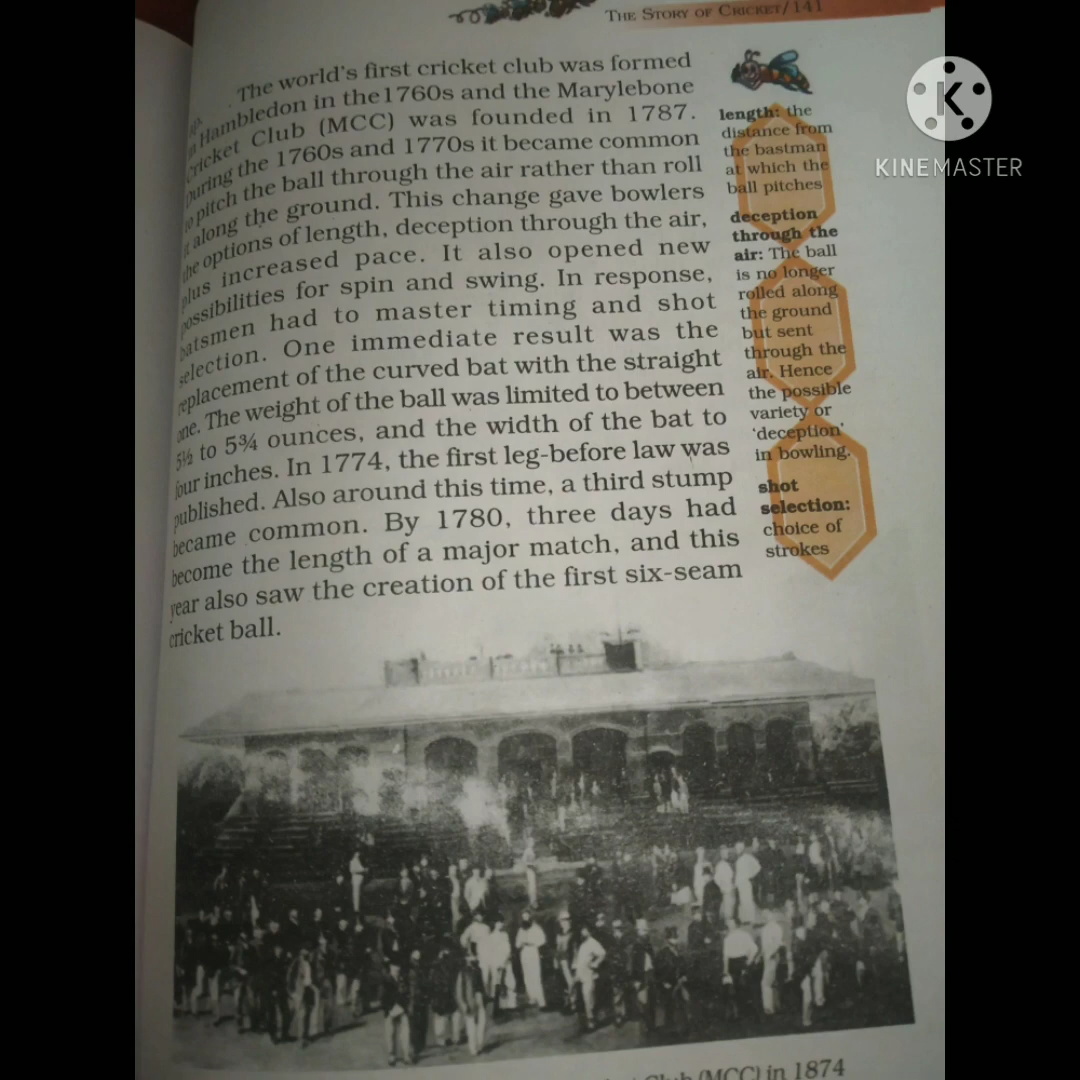 THE STORY OF CRICKET/141
The world's first cricket club was formed
in Hambledon in the1760s and the Marylebone
Cricket Club (MCC) was founded in 1787.
During the 1760s and 1770s it became common
to pitch the ball through the air rather than roll
it along the ground. This change gave bowlers
the options of length, deception through the air,
plus increased pace. It also opened new
possibilities for spin and swing. In response,
batsmen had to master timing and shot
selection. One immediate result was the
replacement of the curved bat with the straight
one. The weight of the ball was limited to between
5½ to 5¾ ounces, and the width of the bat to
four inches. In 1774, the first leg-before law was
published. Also around this time, a third stump
became common. By 1780, three days had
become the length of a major match, and this
year also saw the creation of the first six-seam
cricket ball.
length: the
distance from
the bastman
at which the
ball pitches
deception
through the
air: The ball
is no longer
rolled along
the ground
but sent
through the
air. Hence
the possible
variety or
'deception'
in bowling.
shot
selection:
choice of
strokes
Club (MCC) in 1874
K
KINEMASTER